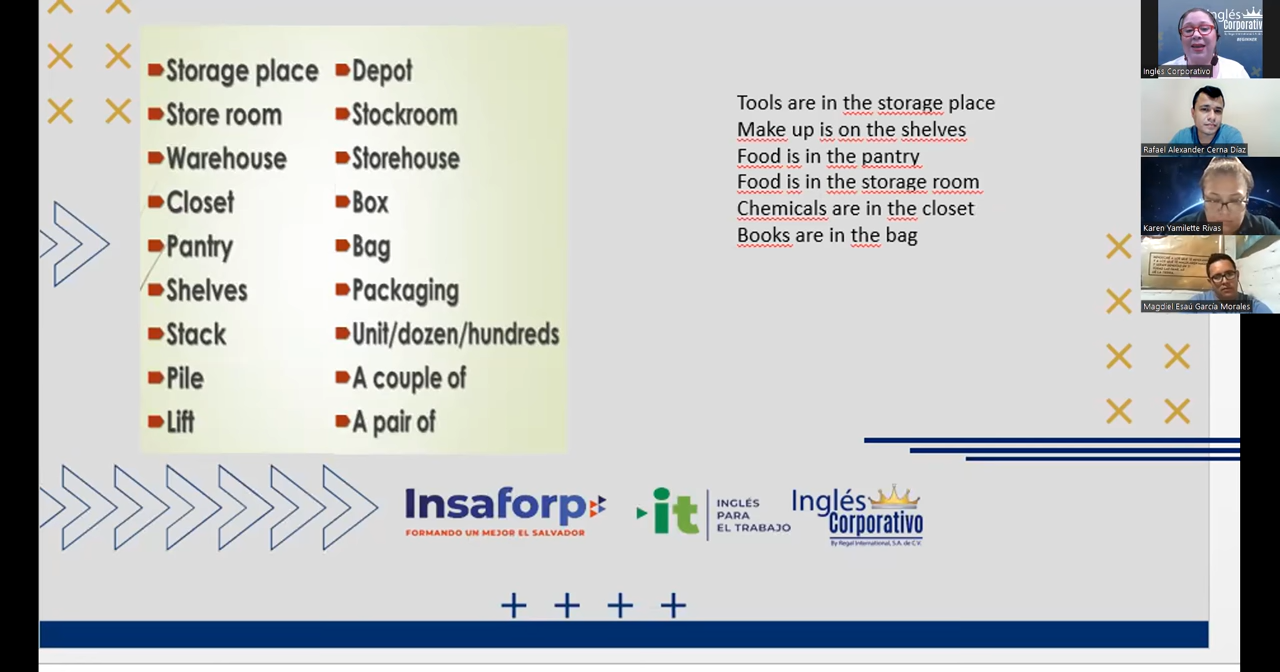 Storage place
Store room
Warehouse
Closet
Pantry
Shelves
Stack
Pile
Lift
Depot
Stockroom
Storehouse
Box
Bag
Packaging
Unit/dozen/hundreds
A couple of
A pair of
Tools are in the storage place
Make up is on the shelves
Food is in the pantry
Food is in the storage room
Chemicals are in the closet
Books are in the bag
Insaforp
FORMANDO UN MEJOR EL SALVADOR
it
INGLÉS
PARA
EL TRABAJO
Inglés
Corporativo
By Regal International, S.A. de C.V.
Inglés Corporativo
Rafael Alexander Cerna Díaz
Karen Yamilette Rivas
Magdiel Esaú García Morales